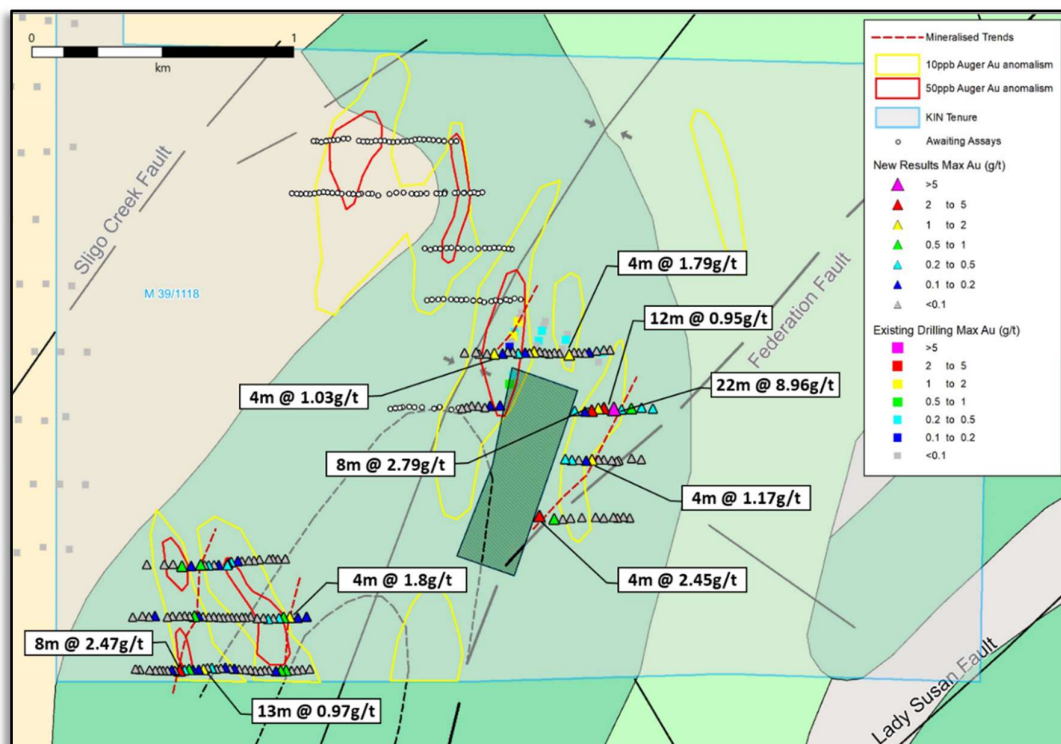 0
1
km
Sligo Creek Fault
M 39/1118
Federation Fault
Lady Susan Fault
4m @ 1.79g/t
12m @ 0.95g/t
4m @ 1.03g/t
22m @ 8.96g/t
8m @ 2.79g/t
4m @ 1.17g/t
4m @ 2.45g/t
4m @ 1.8g/t
8m @ 2.47g/t
13m @ 0.97g/t
Mineralised Trends
10ppb Auger Au anomalism
50ppb Auger Au anomalism
KIN Tenure
Awaiting Assays
New Results Max Au (g/t)
>5
2 to 5
1 to 2
0.5 to 1
0.2 to 0.5
0.1 to 0.2
<0.1
Existing Drilling Max Au (g/t)
>5
2 to 5
1 to 2
0.5 to 1
0.2 to 0.5
0.1 to 0.2
<0.1